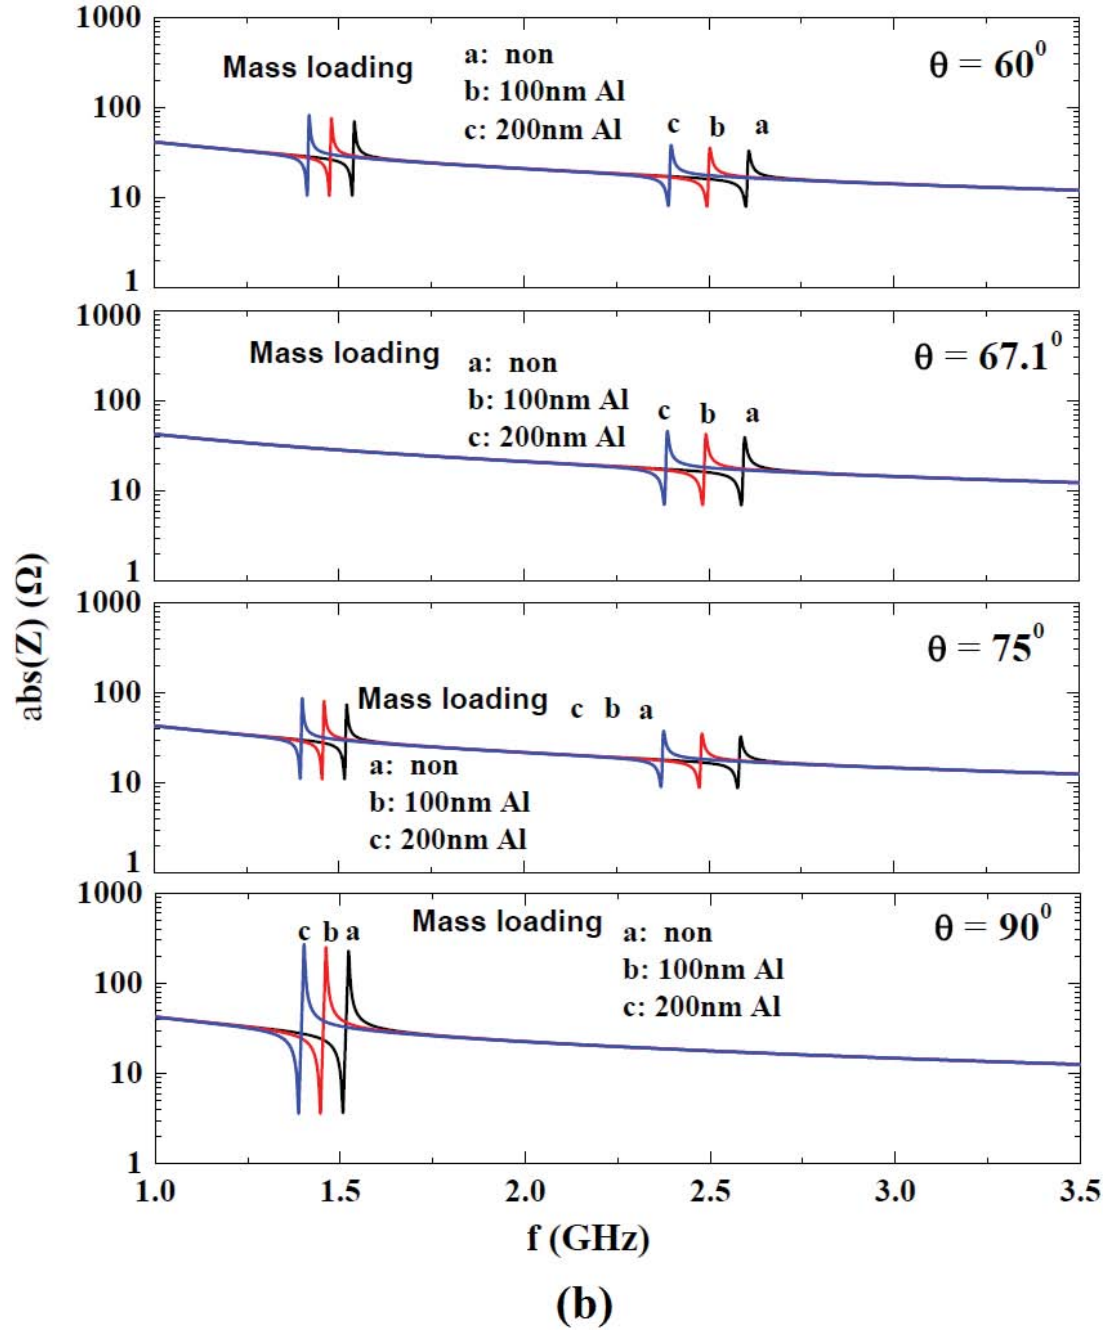 abs(Z) (Ω)
1000
100
10
1
Mass loading
a: non
b: 100nm Al
c: 200nm Al
c b a
θ = 60⁰
1000
100
10
1
Mass loading
a: non
b: 100nm Al
c: 200nm Al
c b a
θ = 67.1⁰
1000
100
10
1
Mass loading
c b a
a: non
b: 100nm Al
c: 200nm Al
θ = 75⁰
1000
100
10
1
c b a
Mass loading
a: non
b: 100nm Al
c: 200nm Al
θ = 90⁰
1.0 1.5 2.0 2.5 3.0 3.5
f (GHz)
(b)